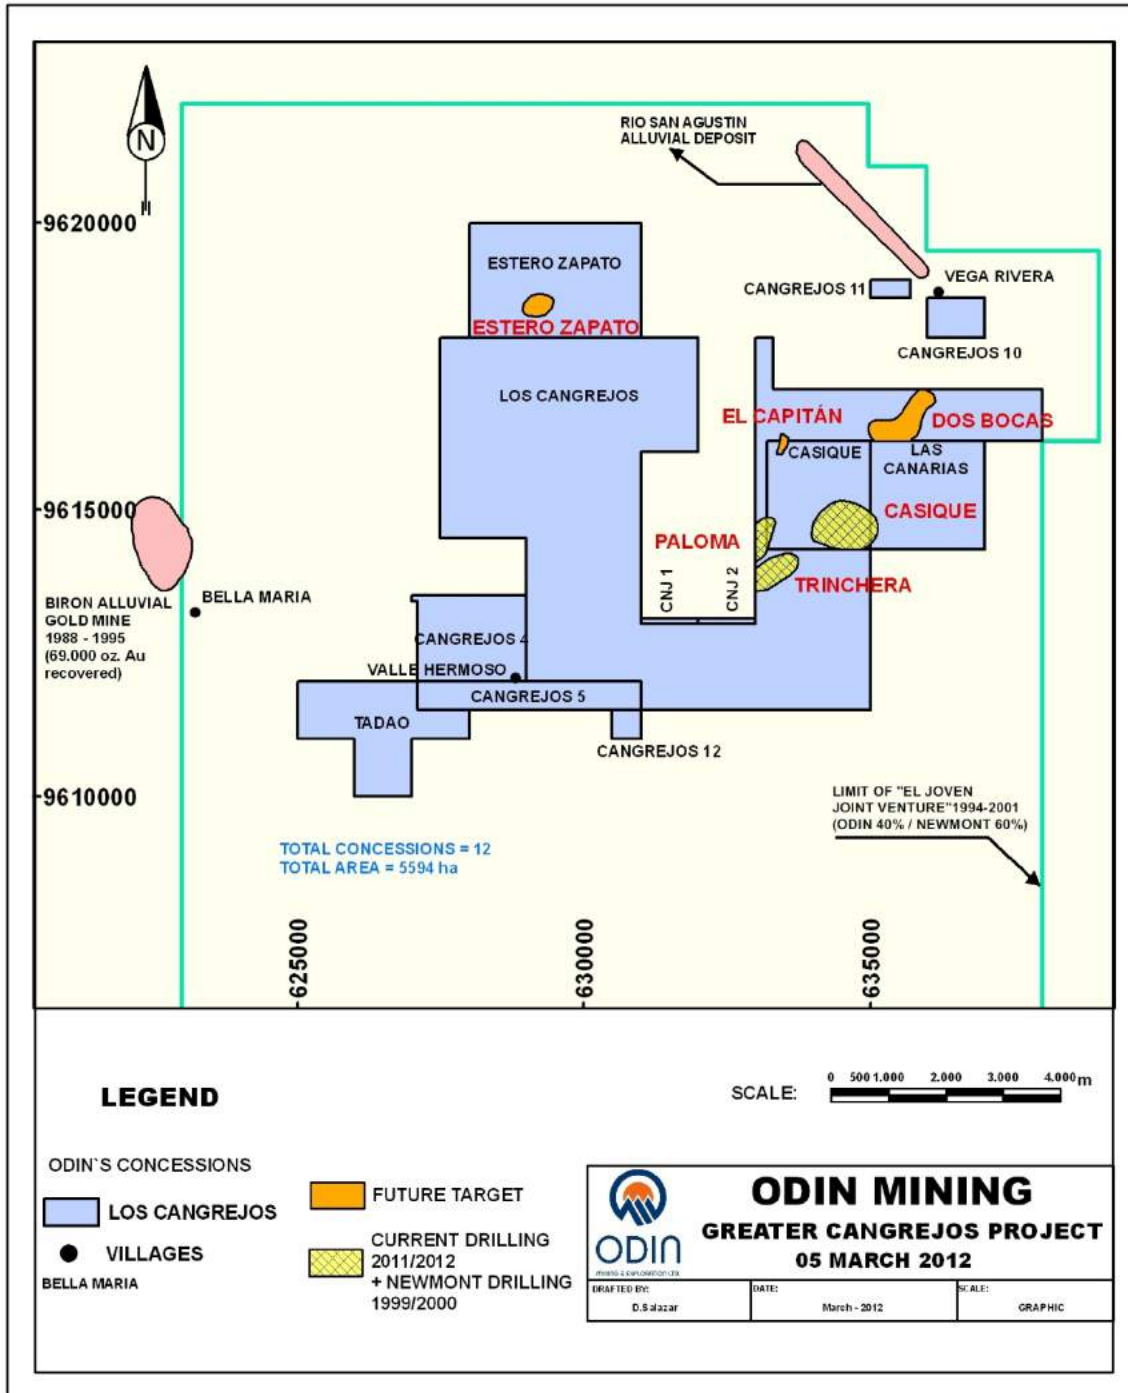 N
RIO SAN AGUSTIN
ALLUVIAL DEPOSIT
9620000
ESTERO ZAPATO
ESTERO ZAPATO
CANGREJOS 11
VEGA RIVERA
CANGREJOS 10
LOS CANGREJOS
EL CAPITÁN
DOS BOCAS
CASIQUE
LAS
CANARIAS
9615000
CASIQUE
PALOMA
TRINCHERA
CNJ 1
CNJ 2
BELLA MARIA
BIRON ALLUVIAL
GOLD MINE
1988 - 1995
(69.000 oz. Au
recovered)
CANGREJOS 4
VALLE HERMOSO
CANGREJOS 5
TADAO
CANGREJOS 12
9610000
LIMIT OF "EL JOVEN
JOINT VENTURE"1994-2001
(ODIN 40% / NEWMONT 60%)
TOTAL CONCESSIONS = 12
TOTAL AREA = 5594 ha
625000
630000
635000
LEGEND
SCALE:
0 500 1.000 2.000 3.000 4.000 m
ODIN`S CONCESSIONS
LOS CANGREJOS
VILLAGES
BELLA MARIA
FUTURE TARGET
CURRENT DRILLING
2011/2012
+ NEWMONT DRILLING
1999/2000
ODIN
MINING & EXPLORATION LTD.
ODIN MINING
GREATER CANGREJOS PROJECT
05 MARCH 2012
DRAFTED BY:
D.Salazar
DATE:
March - 2012
SCALE:
GRAPHIC